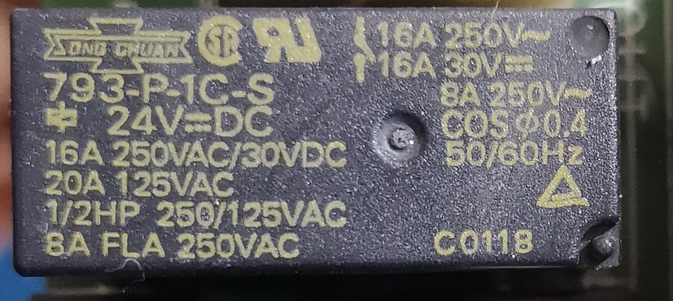 SONG CHUAN
793-P-1C-S
24V⎓DC
16A 250VAC/30VDC
20A 125VAC
1/2HP 250/125VAC
8A FLA 250VAC
16A 250V~
16A 30V⎓
8A 250V~
COSφ0.4
50/60Hz
C0118